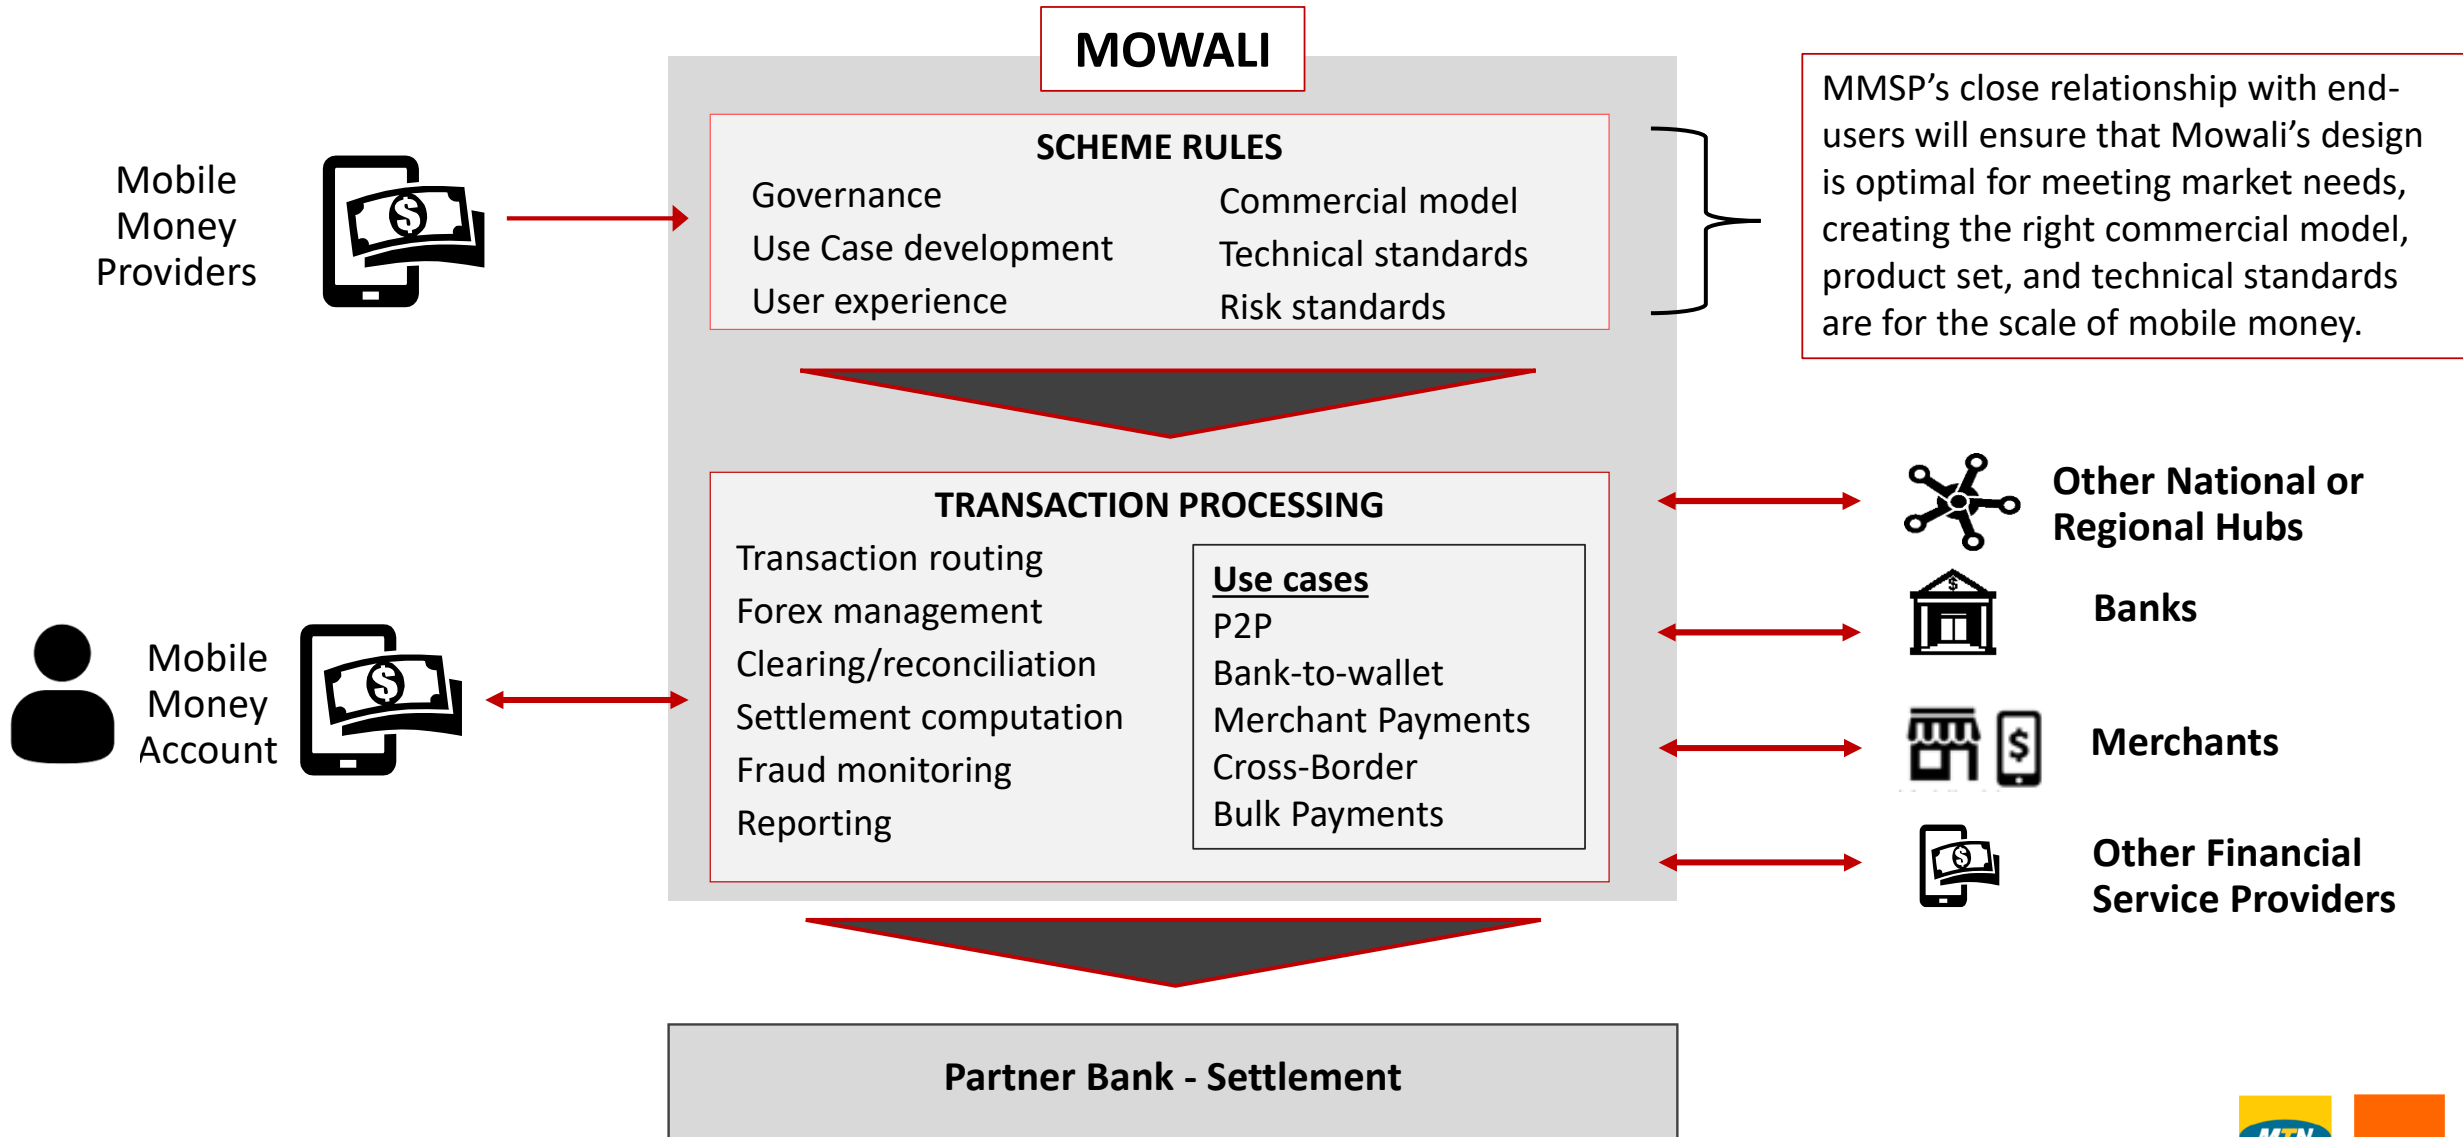 MOWALI
Mobile
Money
Providers
SCHEME RULES
Governance
Use Case development
User experience
Commercial model
Technical standards
Risk standards
MMSP’s close relationship with end-
users will ensure that Mowali’s design
is optimal for meeting market needs,
creating the right commercial model,
product set, and technical standards
are for the scale of mobile money.
Mobile
Money
Account
TRANSACTION PROCESSING
Transaction routing
Forex management
Clearing/reconciliation
Settlement computation
Fraud monitoring
Reporting
Use cases
P2P
Bank-to-wallet
Merchant Payments
Cross-Border
Bulk Payments
Other National or
Regional Hubs
Banks
Merchants
Other Financial
Service Providers
Partner Bank - Settlement
MTN